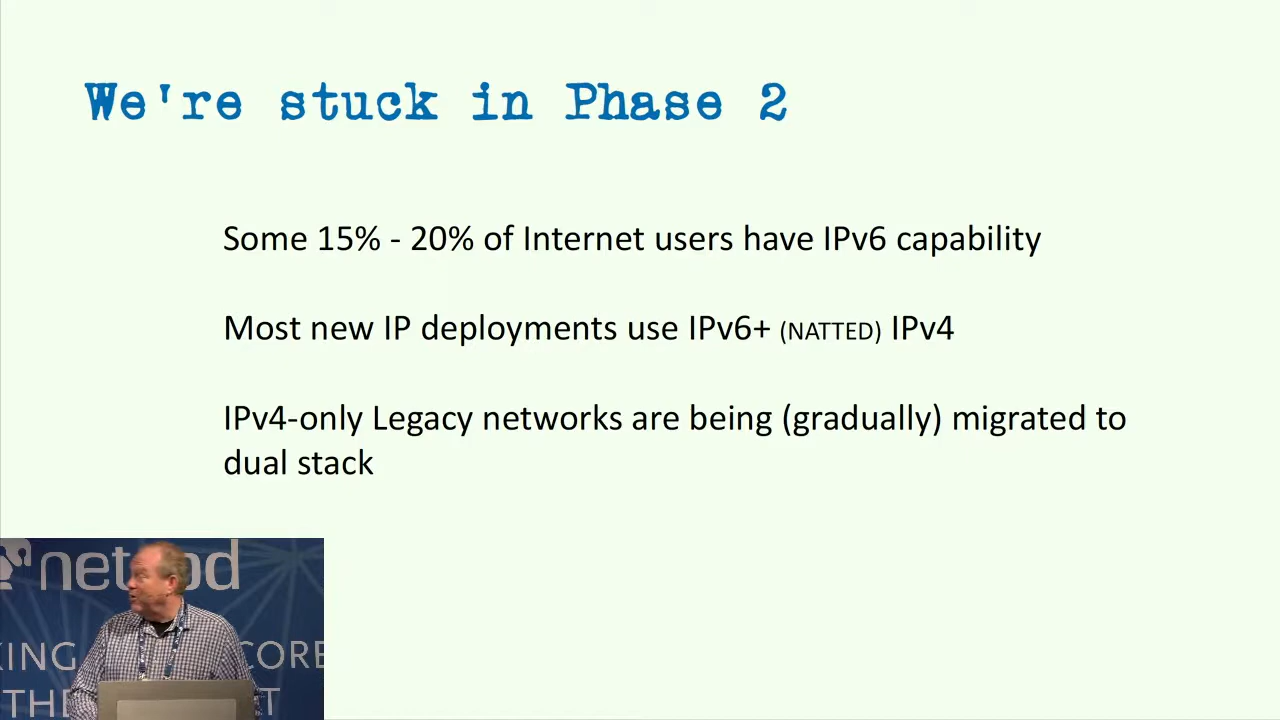 We're stuck in Phase 2
Some 15% - 20% of Internet users have IPv6 capability
Most new IP deployments use IPv6+ (NATTED) IPv4
IPv4-only Legacy networks are being (gradually) migrated to
dual stack
CORE